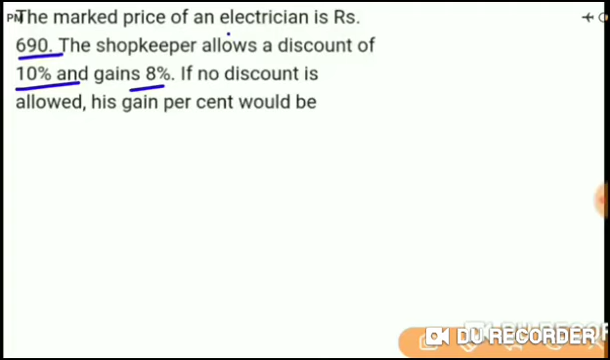 PM
The marked price of an electrician is Rs.
690. The shopkeeper allows a discount of
10% and gains 8%. If no discount is
allowed, his gain per cent would be
DU RECORDER